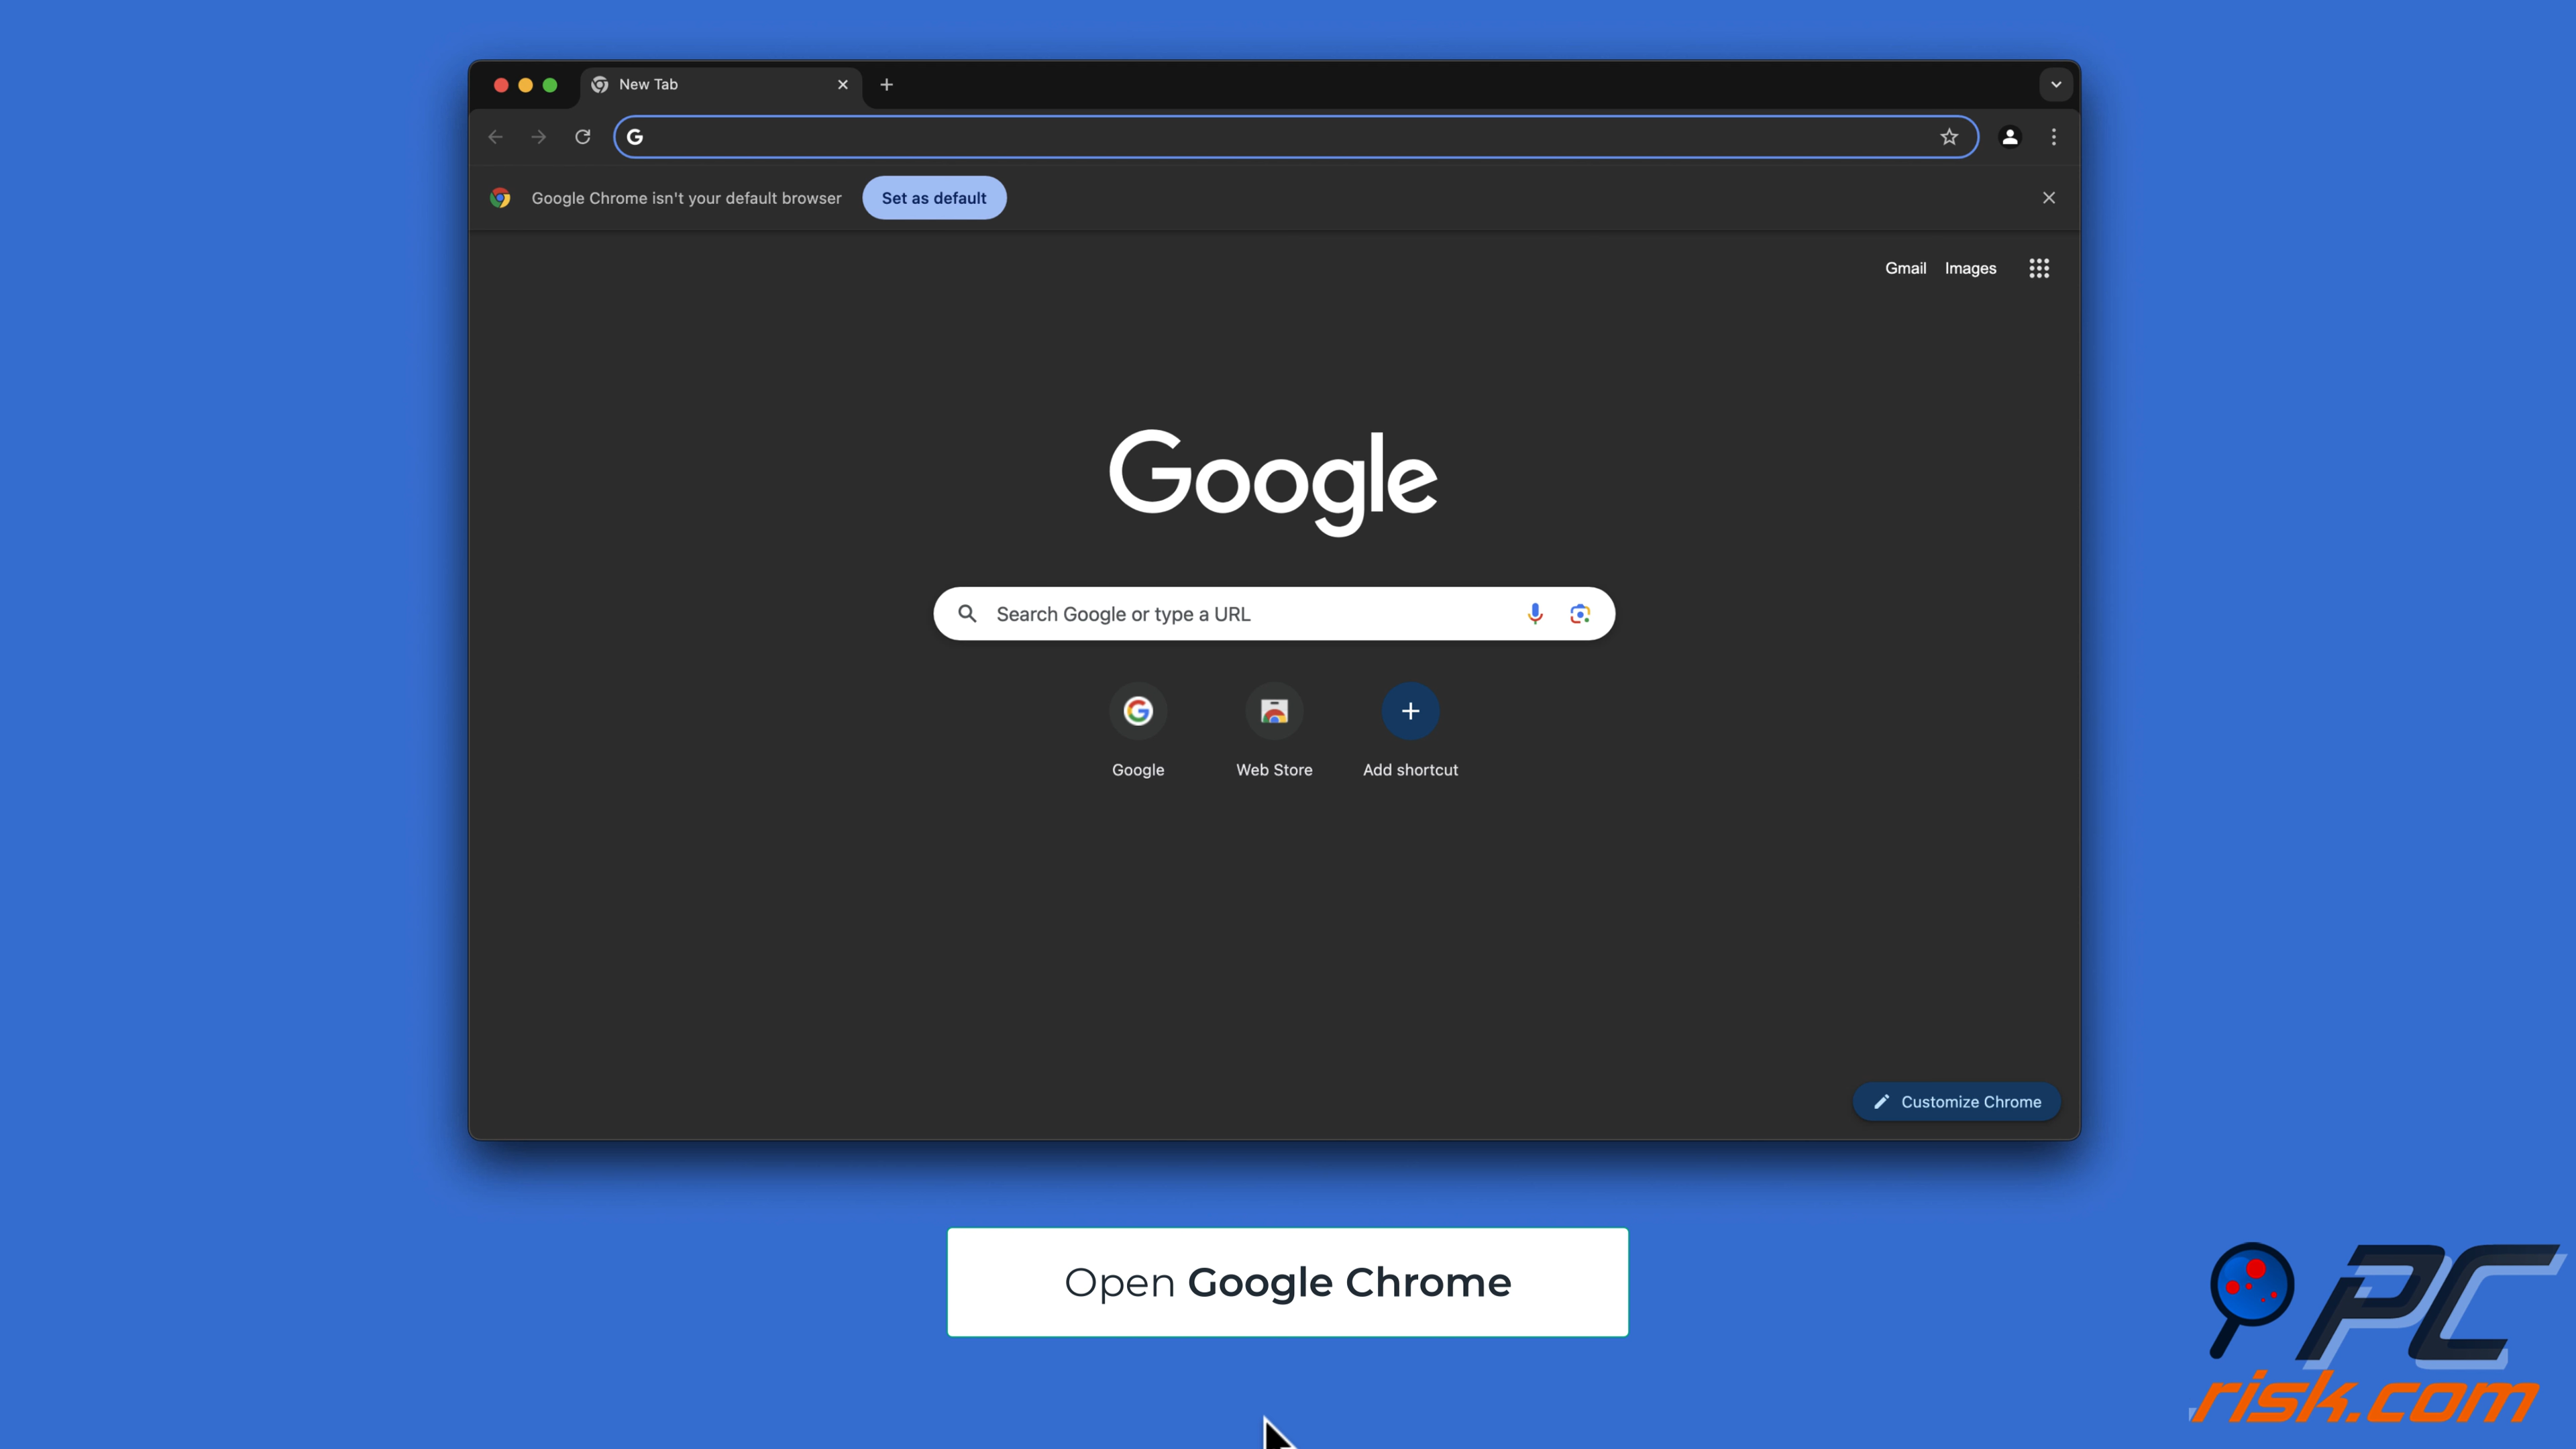 New Tab
Google Chrome isn't your default browser Set as default
Gmail Images
Google
Search Google or type a URL
Google Web Store Add shortcut
Customize Chrome
Open Google Chrome
PC
risk.com